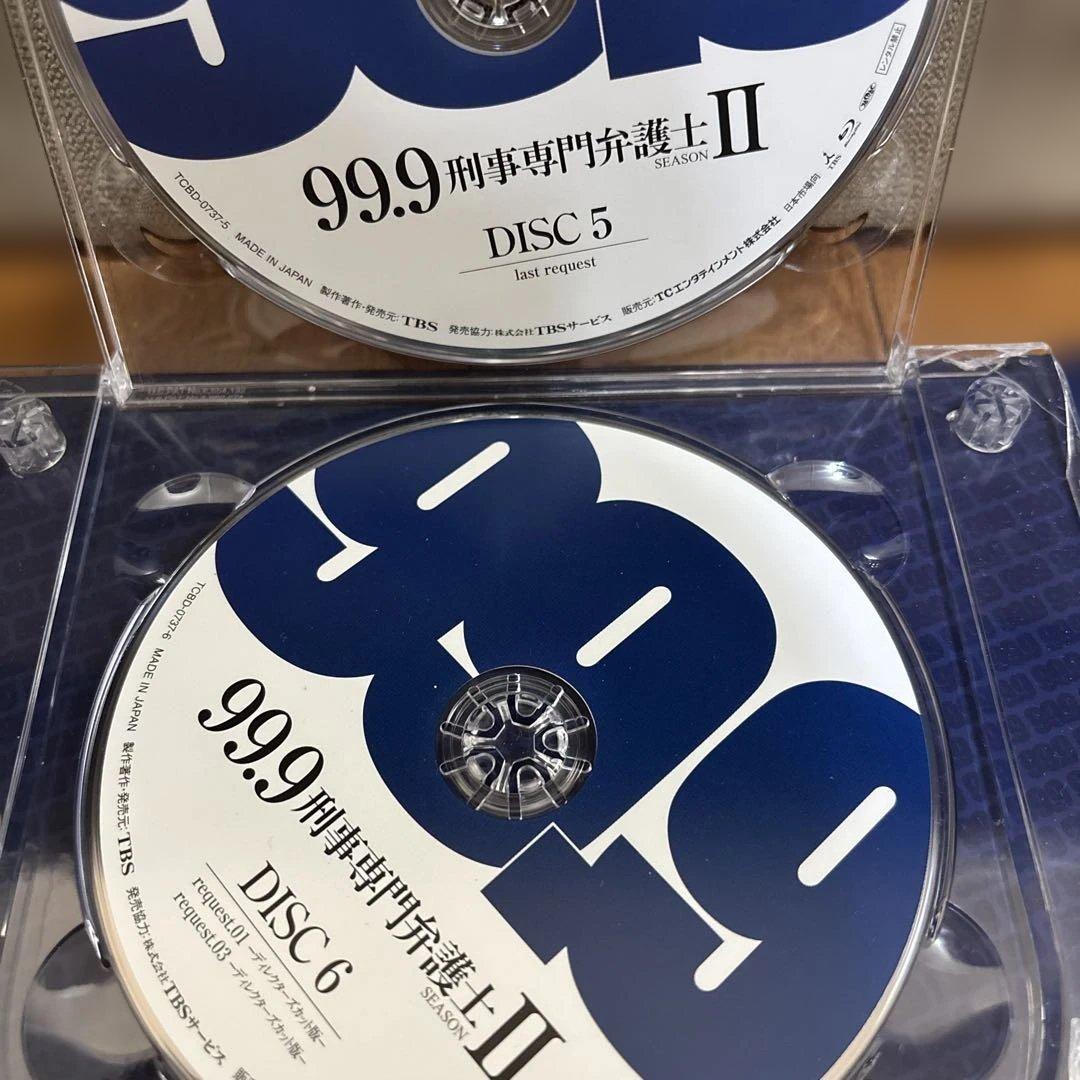 99.9 刑事専門弁護士 SEASON II
DISC 5
last request
TCBD-0737-5 MADE IN JAPAN 製作著作・発売元:TBS 発売協力:株式会社TBSサービス 販売元:TCエンタテインメント株式会社 日本市場向
TBS
レンタル禁止
TCBD-0737-6 MADE IN JAPAN 製作著作・発売元:TBS 発売協力:株式会社TBSサービス 販
99.9 刑事専門弁護士 SEASON II
DISC 6
request.01 −ディレクターズカット版−
request.03 −ディレクターズカット版−